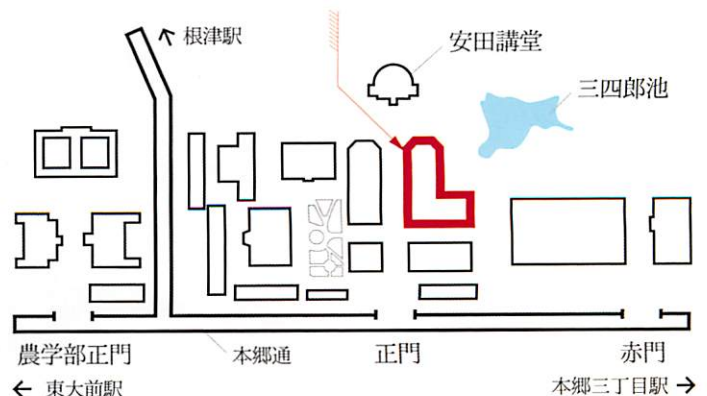 根津駅
安田講堂
三四郎池
農学部正門
本郷通
正門
赤門
← 東大前駅
本郷三丁目駅 →